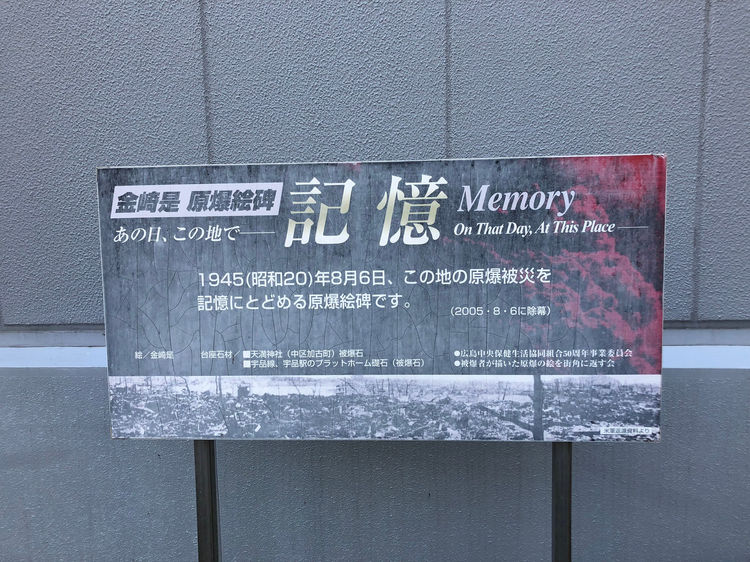 金崎是 原爆絵碑
記憶
Memory
あの日、この地で──
On That Day, At This Place ──
1945(昭和20)年8月6日、この地の原爆被災を
記憶にとどめる原爆絵碑です。
(2005・8・6に除幕)
絵／金崎是
台座石材／■天満神社（中区加古町）被爆石
■宇品線、宇品駅のプラットホーム礎石（被爆石）
●広島中央保健生活協同組合50周年事業委員会
●被爆者が描いた原爆の絵を街角に返す会
米軍返還資料より